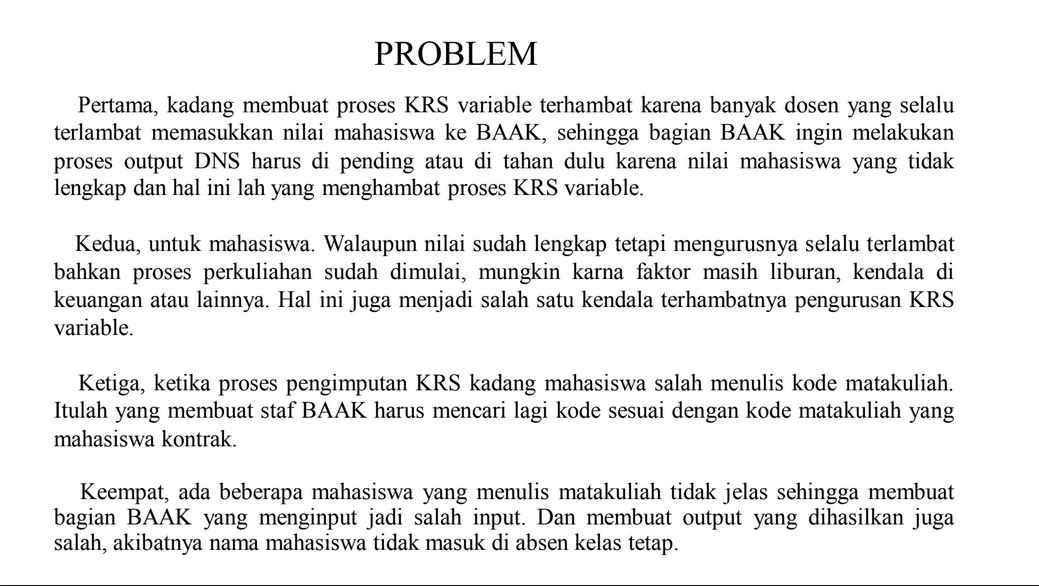 PROBLEM
Pertama, kadang membuat proses KRS variable terhambat karena banyak dosen yang selalu
terlambat memasukkan nilai mahasiswa ke BAAK, sehingga bagian BAAK ingin melakukan
proses output DNS harus di pending atau di tahan dulu karena nilai mahasiswa yang tidak
lengkap dan hal ini lah yang menghambat proses KRS variable.
Kedua, untuk mahasiswa. Walaupun nilai sudah lengkap tetapi mengurusnya selalu terlambat
bahkan proses perkuliahan sudah dimulai, mungkin karna faktor masih liburan, kendala di
keuangan atau lainnya. Hal ini juga menjadi salah satu kendala terhambatnya pengurusan KRS
variable.
Ketiga, ketika proses pengimputan KRS kadang mahasiswa salah menulis kode matakuliah.
Itulah yang membuat staf BAAK harus mencari lagi kode sesuai dengan kode matakuliah yang
mahasiswa kontrak.
Keempat, ada beberapa mahasiswa yang menulis matakuliah tidak jelas sehingga membuat
bagian BAAK yang menginput jadi salah input. Dan membuat output yang dihasilkan juga
salah, akibatnya nama mahasiswa tidak masuk di absen kelas tetap.